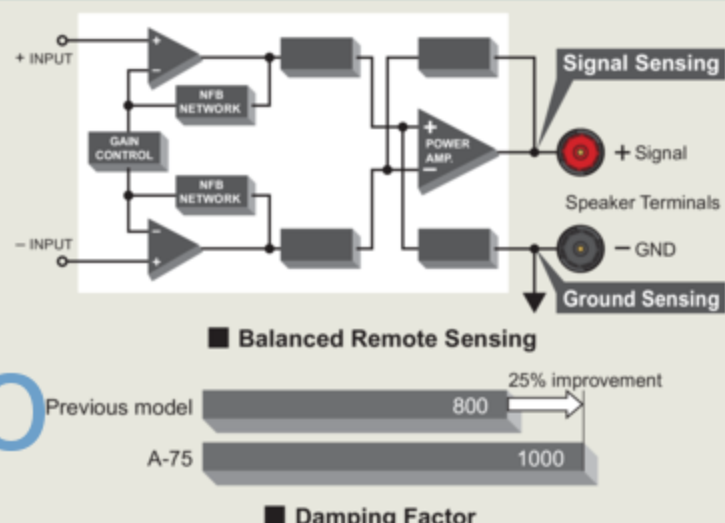 + INPUT
NFB
NETWORK
GAIN
CONTROL
NFB
NETWORK
– INPUT
+
–
–
+
+
POWER
AMP.
–
Signal Sensing
+ Signal
Speaker Terminals
– GND
Ground Sensing
■ Balanced Remote Sensing
25% improvement
Previous model 800
A-75 1000
■ Damping Factor